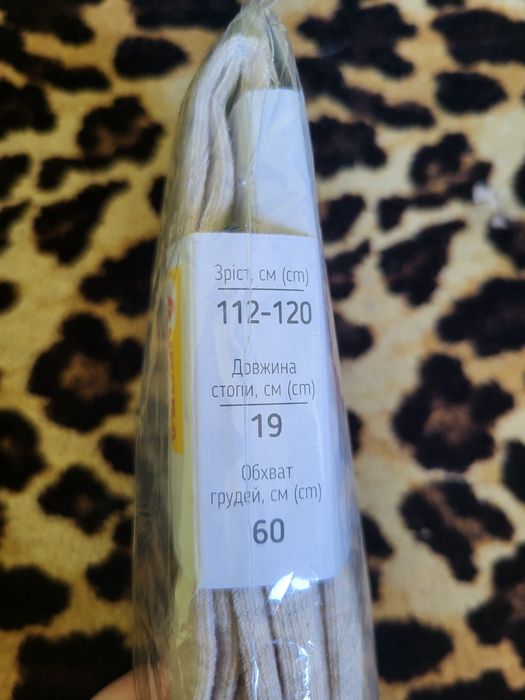 Зріст, см (cm)
112-120
Довжина
стопи, см (cm)
19
Обхват
грудей, см (cm)
60